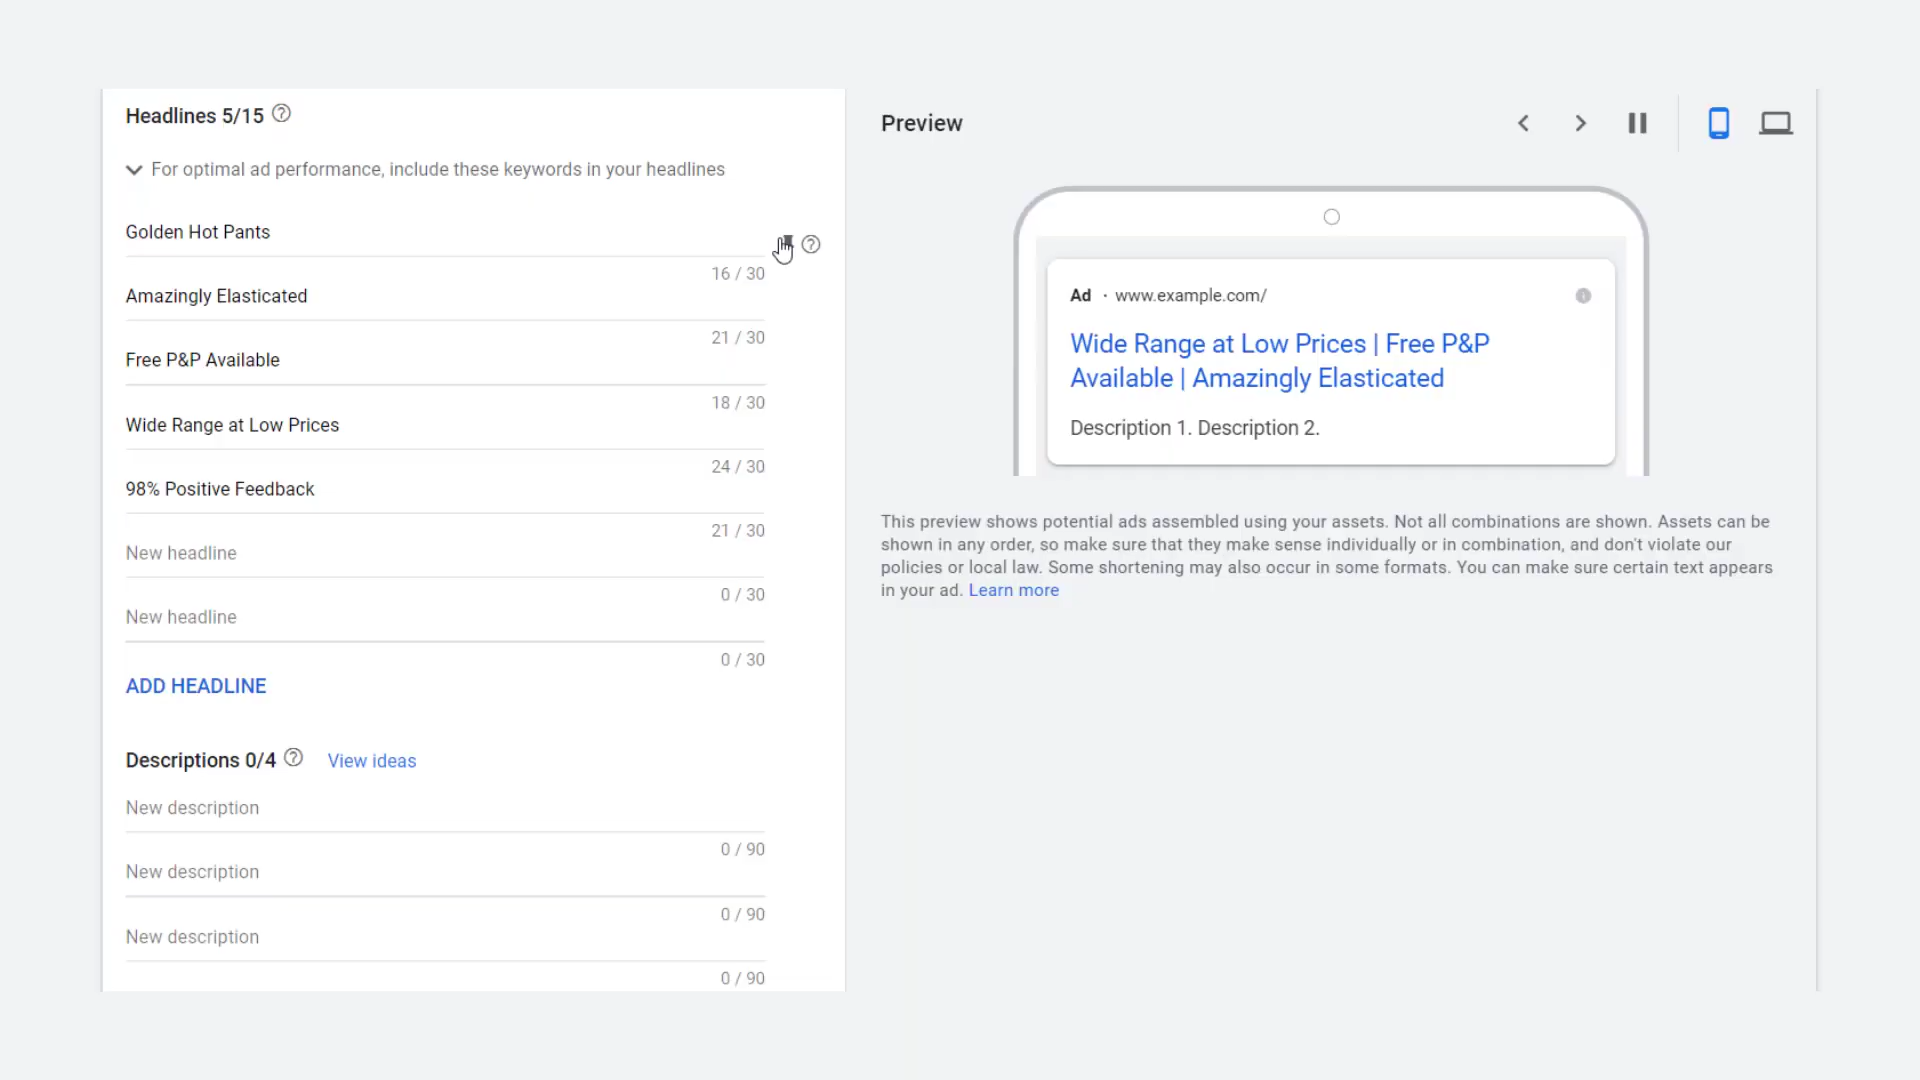 Headlines 5/15
For optimal ad performance, include these keywords in your headlines
Golden Hot Pants
16 / 30
Amazingly Elasticated
21 / 30
Free P&P Available
18 / 30
Wide Range at Low Prices
24 / 30
98% Positive Feedback
21 / 30
New headline
0 / 30
New headline
0 / 30
ADD HEADLINE
Descriptions 0/4 View ideas
New description
0 / 90
New description
0 / 90
New description
0 / 90
Preview
Ad · www.example.com/
Wide Range at Low Prices | Free P&P
Available | Amazingly Elasticated
Description 1. Description 2.
This preview shows potential ads assembled using your assets. Not all combinations are shown. Assets can be
shown in any order, so make sure that they make sense individually or in combination, and don't violate our
policies or local law. Some shortening may also occur in some formats. You can make sure certain text appears
in your ad. Learn more